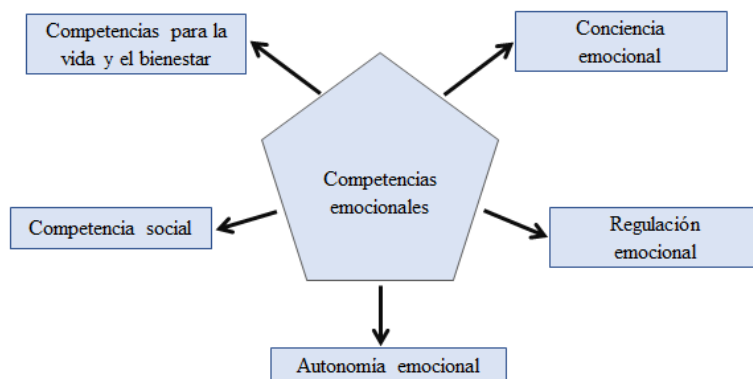 Competencias para la
vida y el bienestar
Conciencia
emocional
Competencias
emocionales
Competencia social
Regulación
emocional
Autonomía emocional